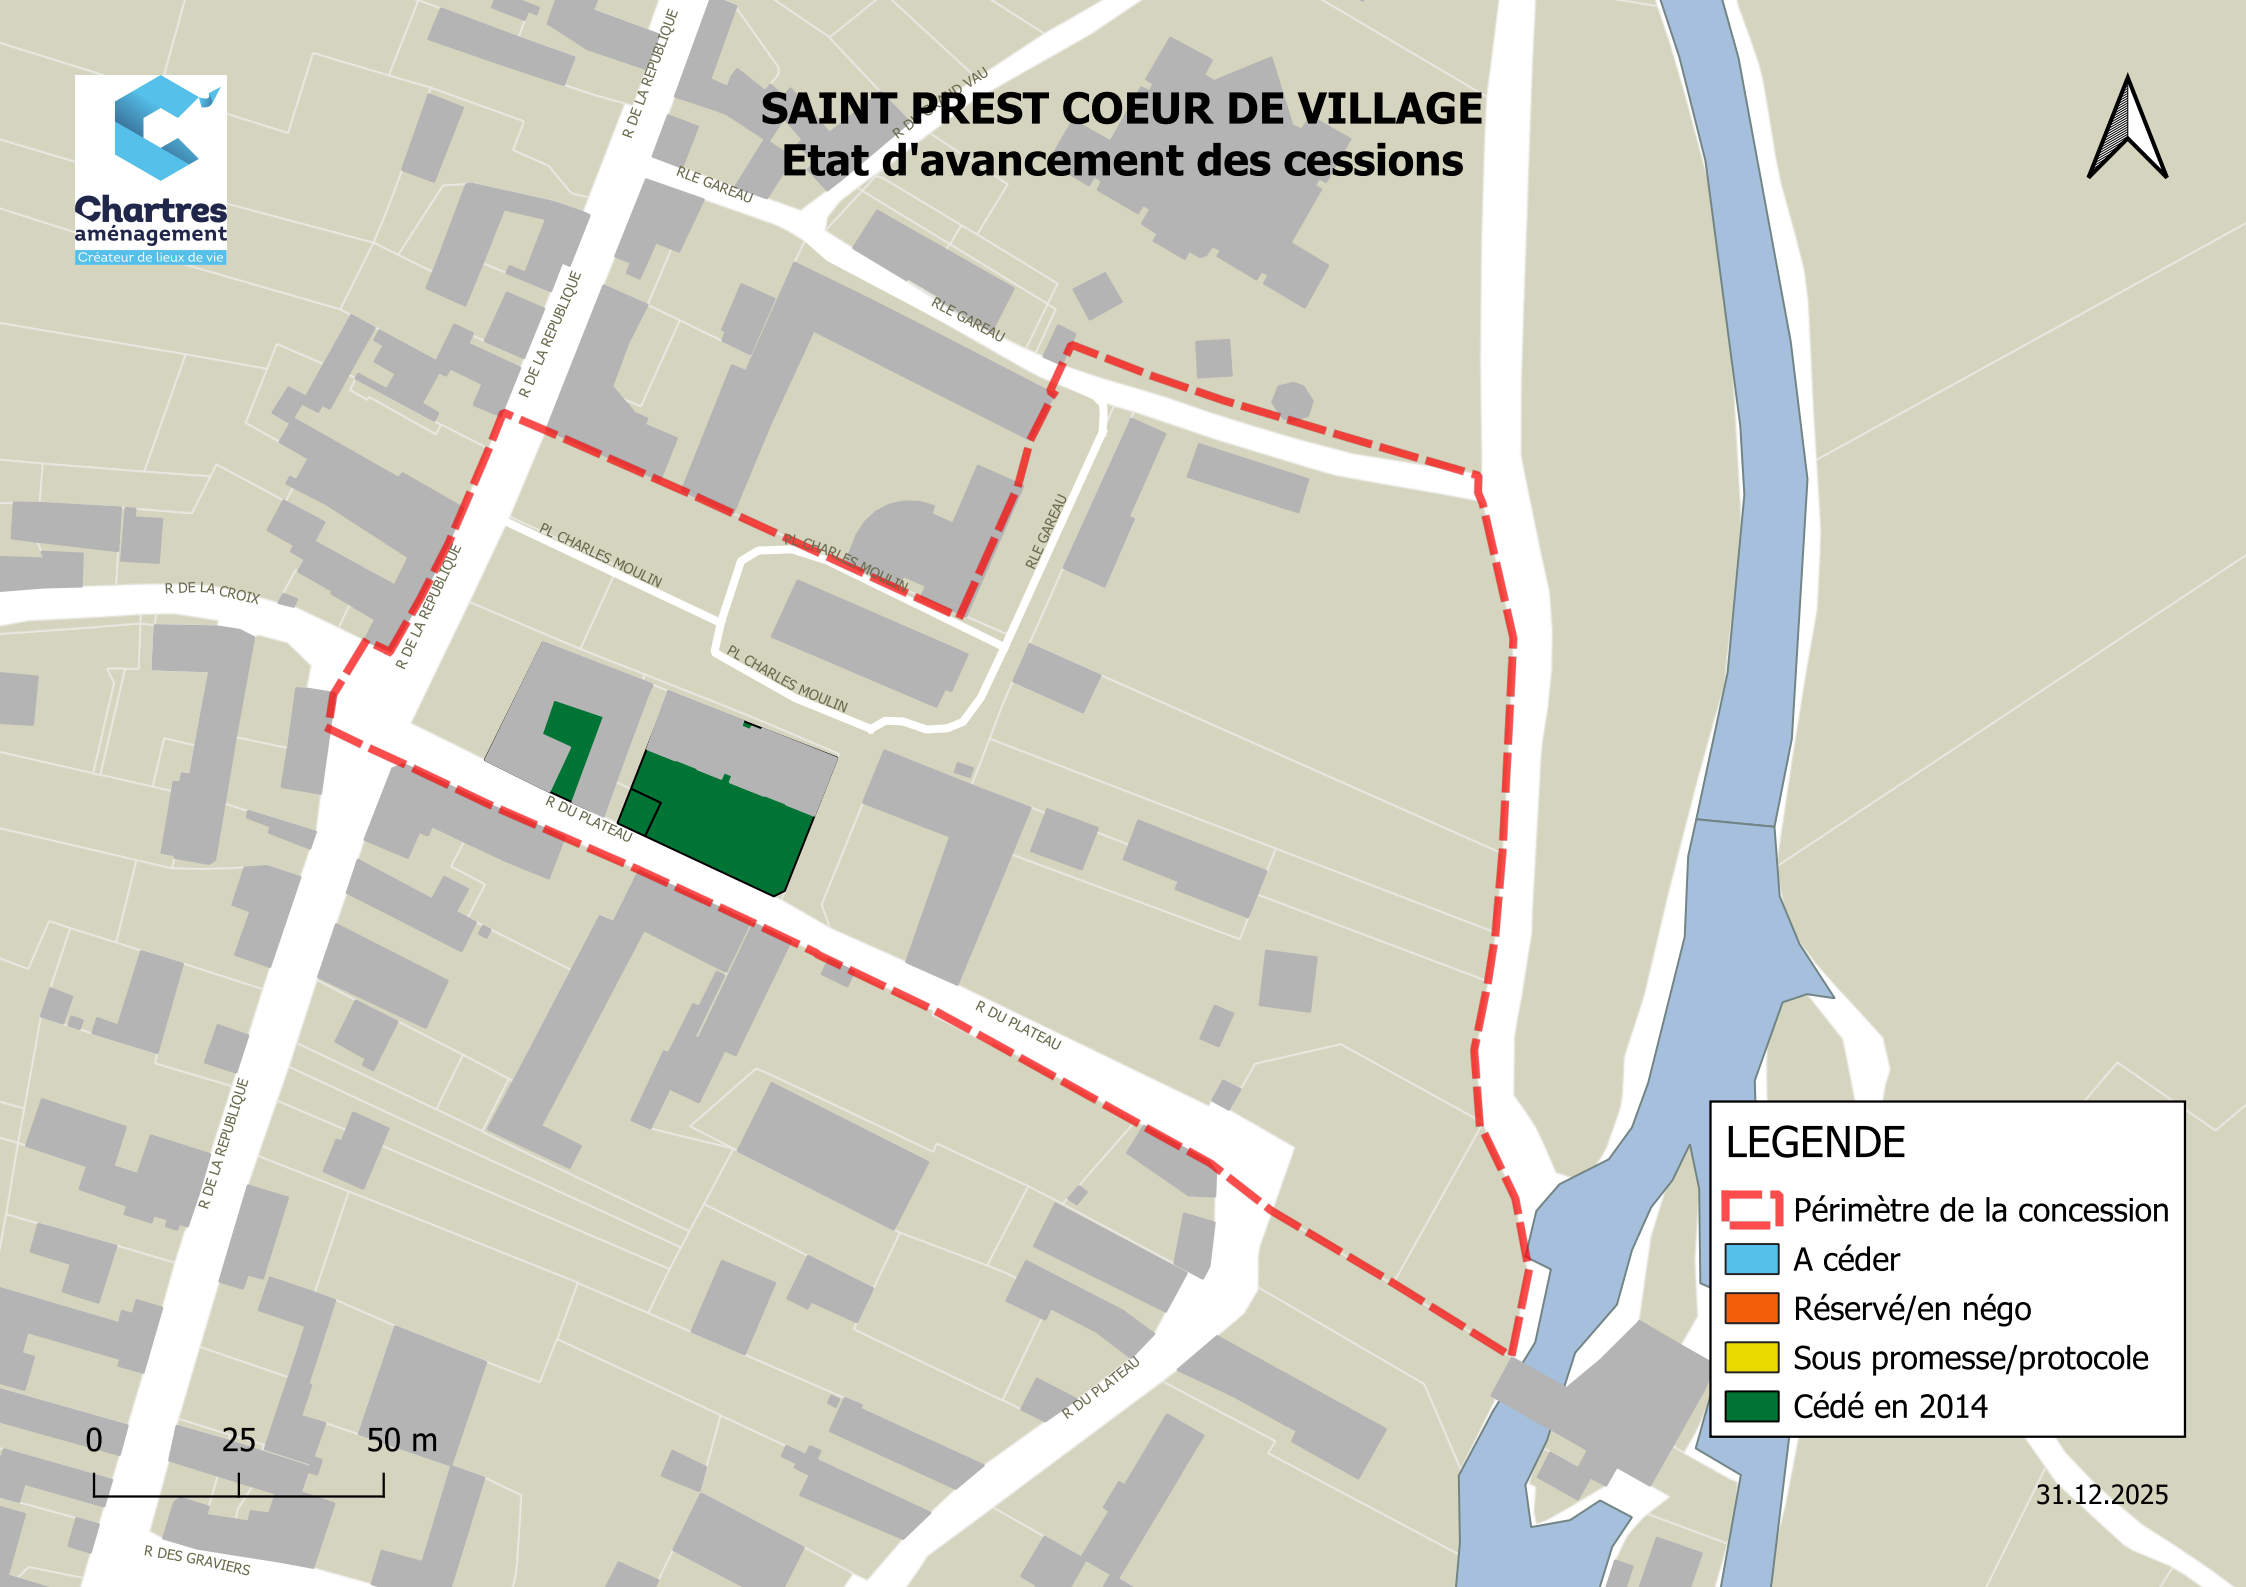 SAINT PREST COEUR DE VILLAGE
Etat d'avancement des cessions
Chartres
aménagement
Créateur de lieux de vie
R DE LA REPUBLIQUE
R DU GRAND VAU
RLE GAREAU
R DE LA REPUBLIQUE
RLE GAREAU
PL CHARLES MOULIN
PL CHARLES MOULIN
RLE GAREAU
R DE LA CROIX
R DE LA REPUBLIQUE
PL CHARLES MOULIN
R DU PLATEAU
R DU PLATEAU
R DE LA REPUBLIQUE
R DU PLATEAU
R DES GRAVIERS
0 25 50 m
LEGENDE
Périmètre de la concession
A céder
Réservé/en négo
Sous promesse/protocole
Cédé en 2014
31.12.2025